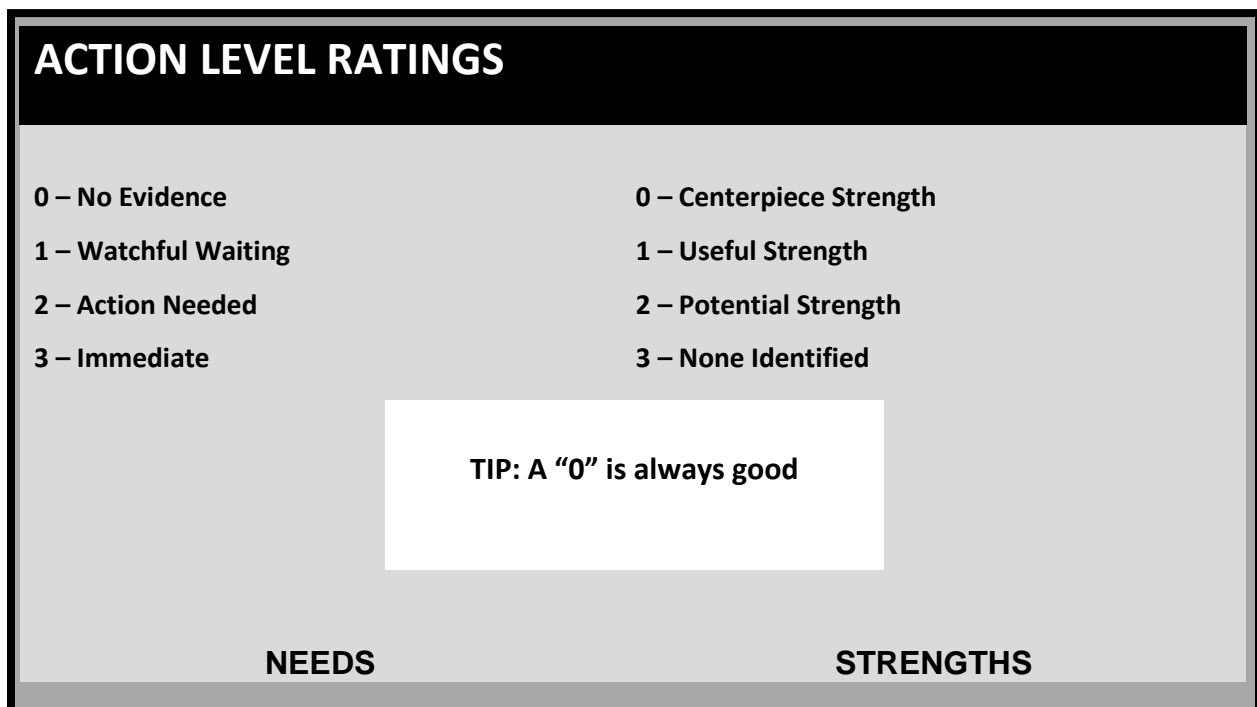 ACTION LEVEL RATINGS
0 – No Evidence
1 – Watchful Waiting
2 – Action Needed
3 – Immediate
0 – Centerpiece Strength
1 – Useful Strength
2 – Potential Strength
3 – None Identified
TIP: A “0” is always good
NEEDS
STRENGTHS